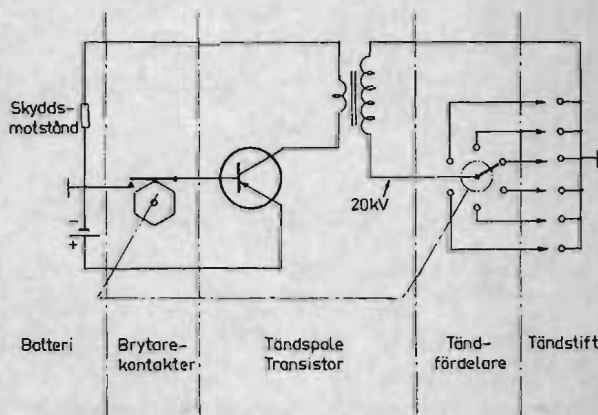 Skydds-
motstånd
-
+
20kV
Batteri
Brytare-
kontakter
Tändspole
Transistor
Tänd-
fördelare
Tändstift